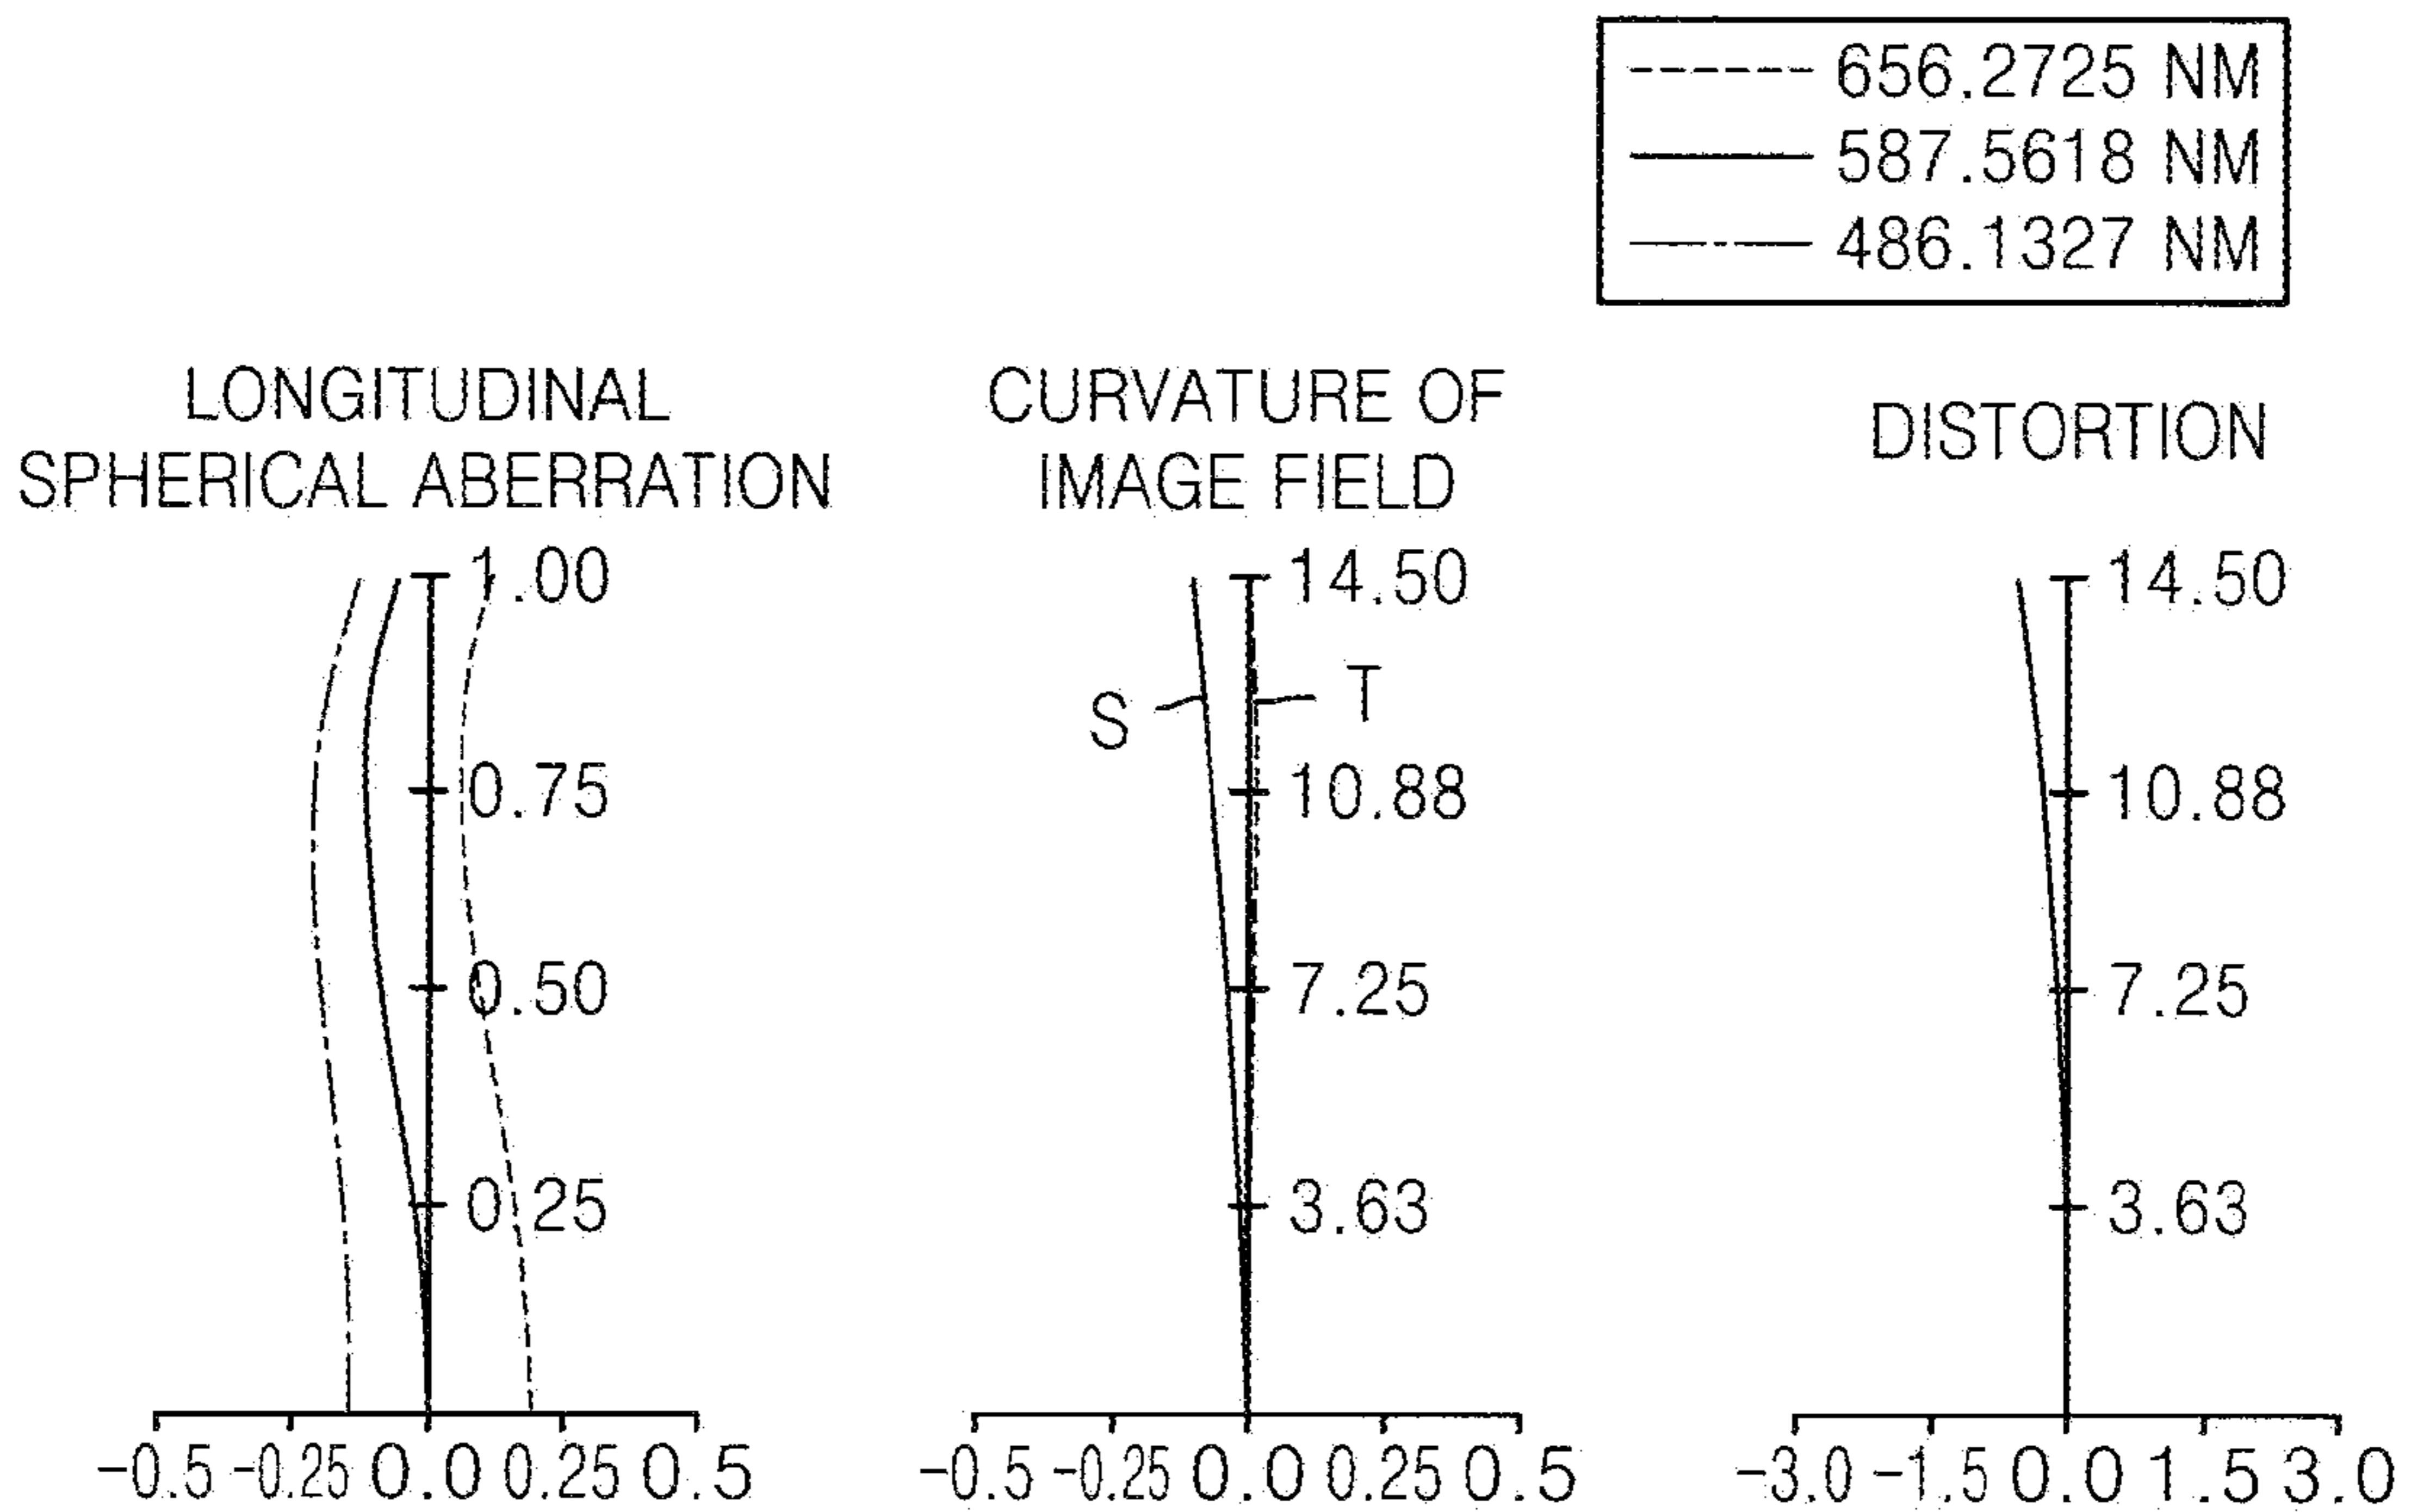 656.2725 NM
587.5618 NM
486.1327 NM
LONGITUDINAL
SPHERICAL ABERRATION
1.00
0.75
0.50
0.25
-0.5 -0.25 0.0 0.25 0.5
CURVATURE OF
IMAGE FIELD
14.50
S T
10.88
7.25
3.63
-0.5 -0.25 0.0 0.25 0.5
DISTORTION
14.50
10.88
7.25
3.63
-3.0 -1.5 0.0 1.5 3.0